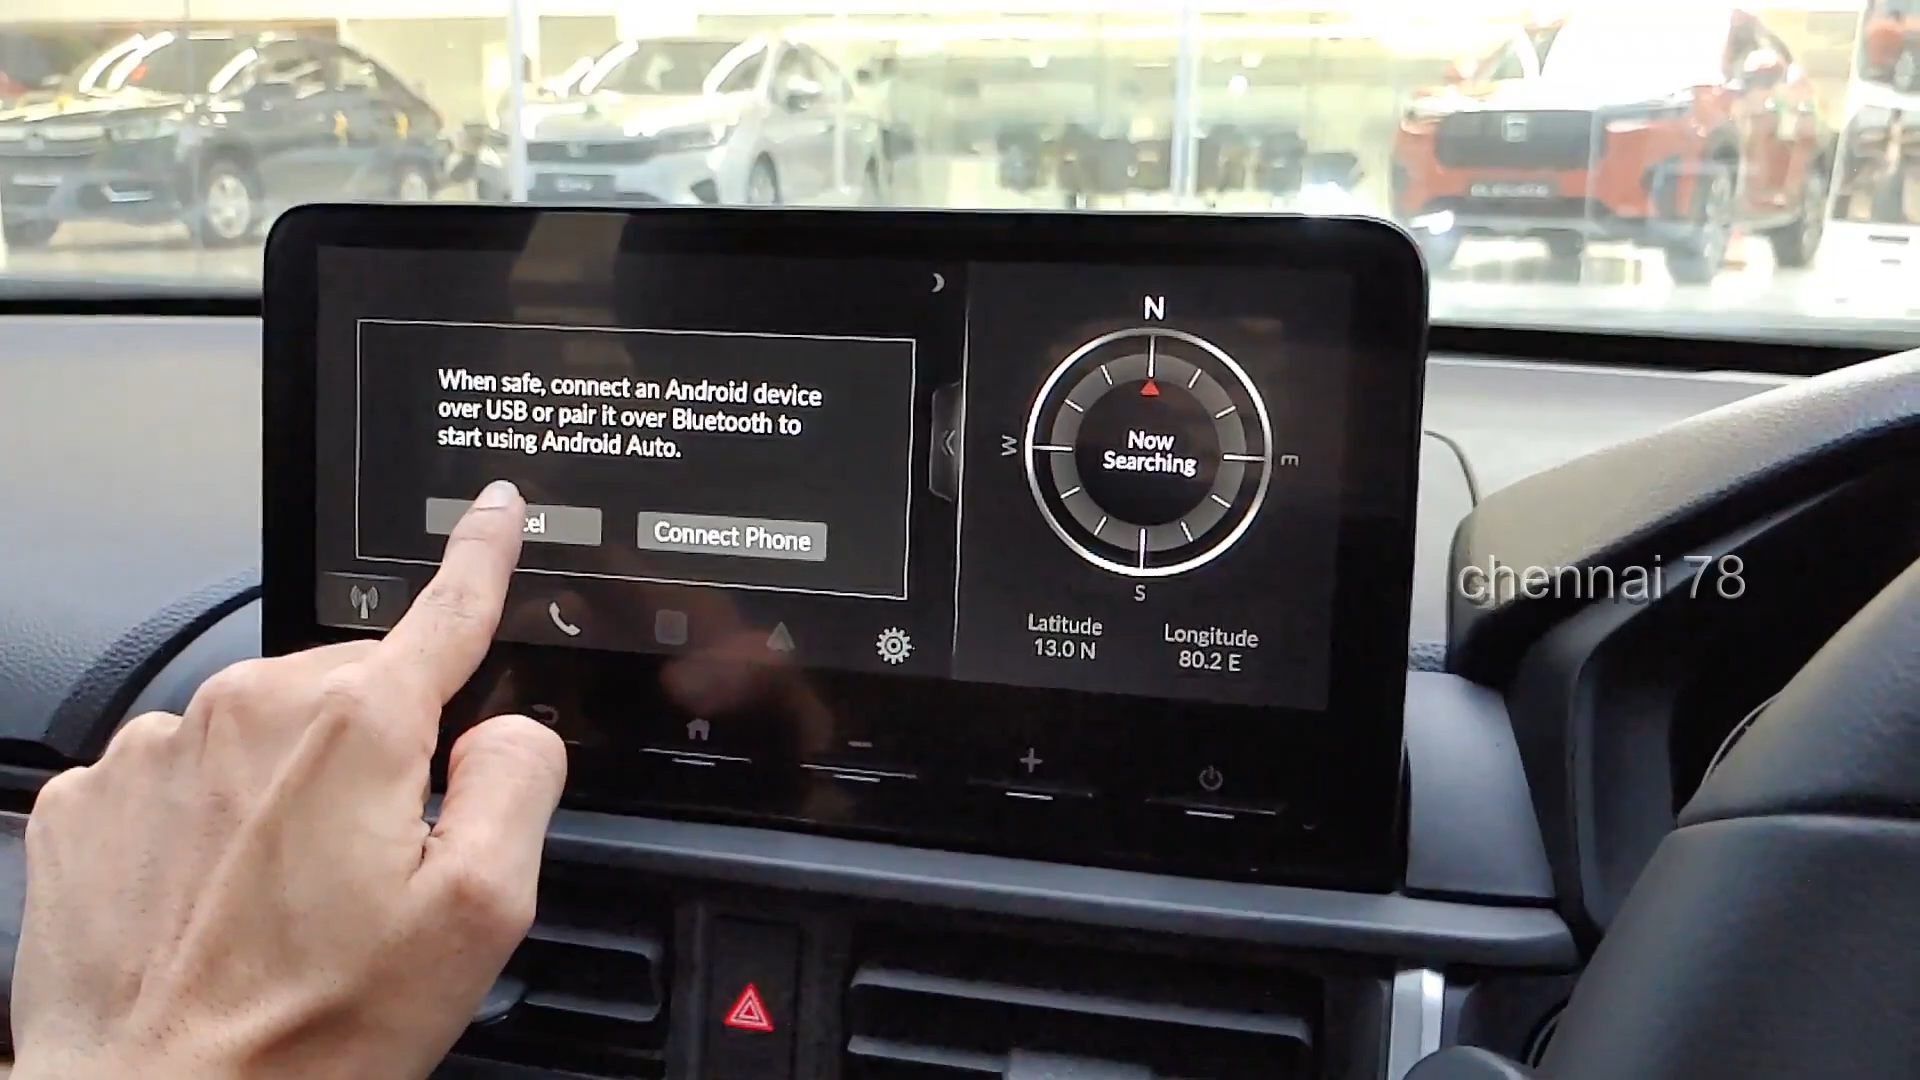 When safe, connect an Android device
over USB or pair it over Bluetooth to
start using Android Auto.
cel
Connect Phone
N
W
E
S
Now
Searching
Latitude
13.0 N
Longitude
80.2 E
chennai 78